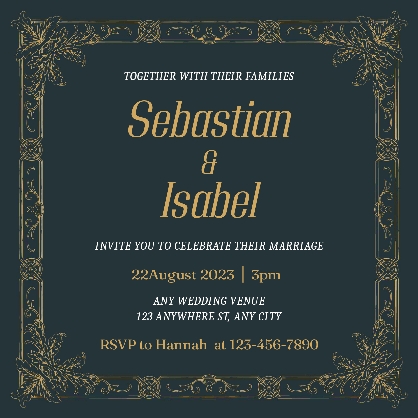 TOGETHER WITH THEIR FAMILIES
Sebastian
&
Isabel
INVITE YOU TO CELEBRATE THEIR MARRIAGE
22August 2023 | 3pm
ANY WEDDING VENUE
123 ANYWHERE ST, ANY CITY
RSVP to Hannah at 123-456-7890